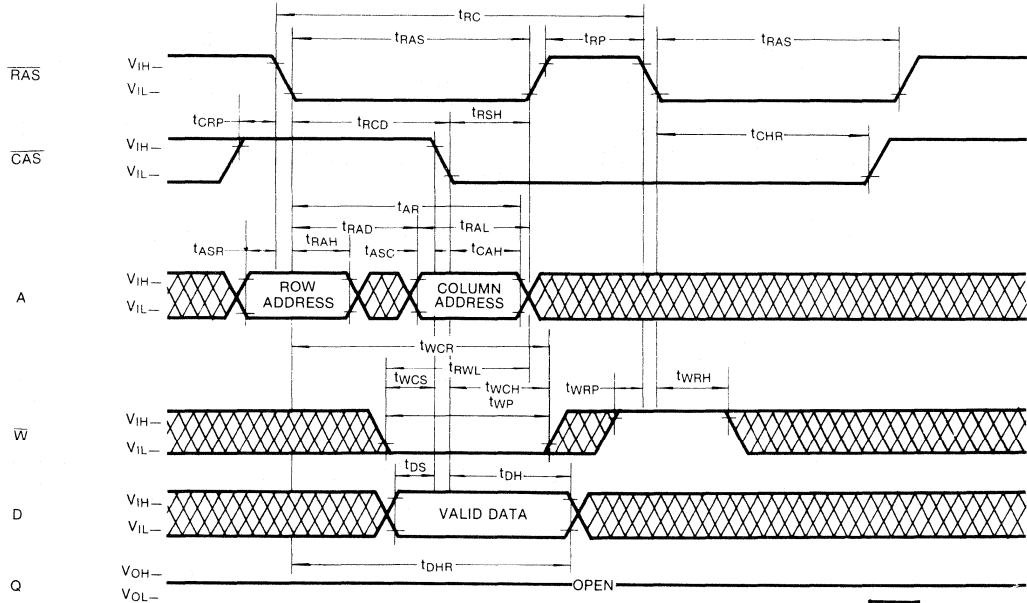 tRC
tRAS
tRP
tRAS
RAS
VIH
VIL
tCRP
tRCD
tRSH
tCHR
CAS
VIH
VIL
tAR
tRAD
tRAL
tASR
tRAH
tASC
tCAH
A
VIH
VIL
ROW
ADDRESS
COLUMN
ADDRESS
tWCR
tRWL
tWCS
tWCH
tWP
tWRP
tWRH
W
VIH
VIL
tDS
tDH
D
VIH
VIL
VALID DATA
tDHR
Q
VOH
VOL
OPEN